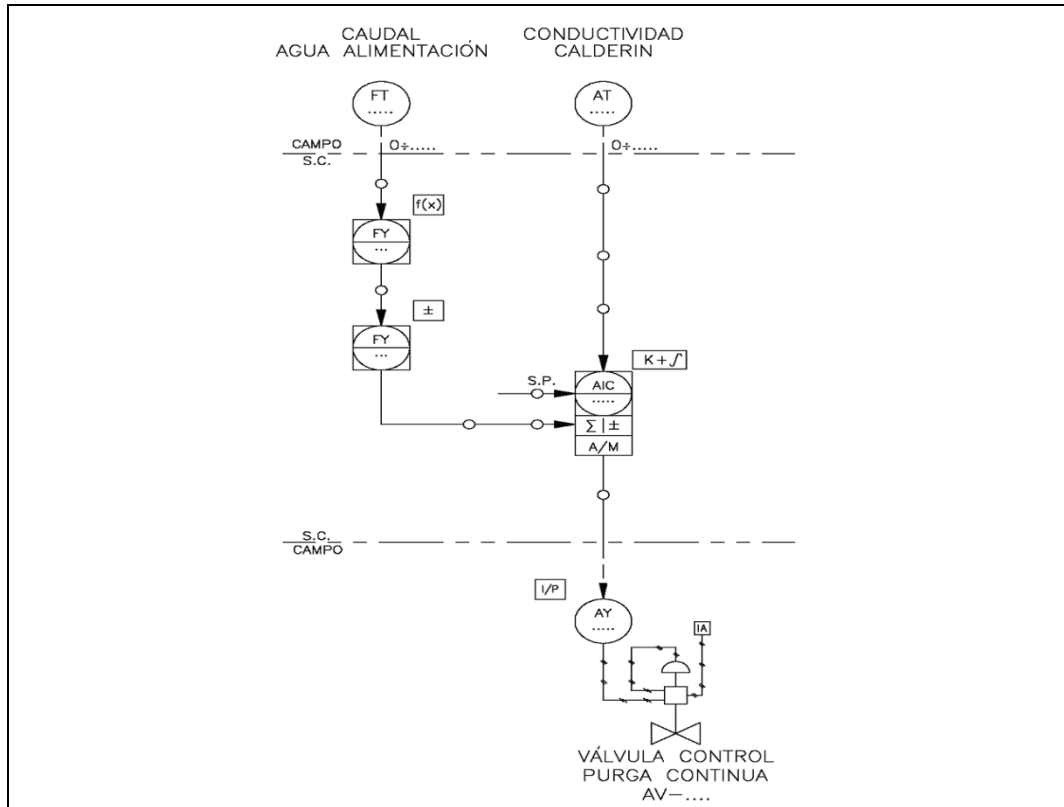 CAUDAL
AGUA ALIMENTACIÓN
CONDUCTIVIDAD
CALDERIN
FT
.....
AT
.....
CAMPO
S.C.
0÷.....
0÷.....
f(x)
FY
...
±
FY
...
K+∫
S.P.
AIC
.....
Σ|±
A/M
S.C.
CAMPO
I/P
AY
.....
IA
VÁLVULA CONTROL
PURGA CONTINUA
AV-....